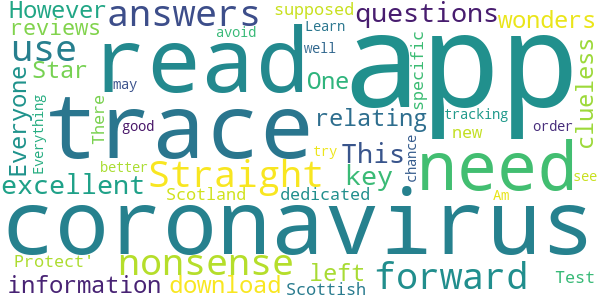 However
answers
supposed
questions
wonders
reviews
Learn
use
read
avoid
well
app
Star
specific
clueless
may
One
Everyone
Everything
There
good
trace
relating
On
tracking
order
new
This
chance
better
try
Straight
need
see
excellent
key
Scotland
dedicated
Am
coronavirus
Protect'
nonsense
left
forward
Test
information
download
Scottish